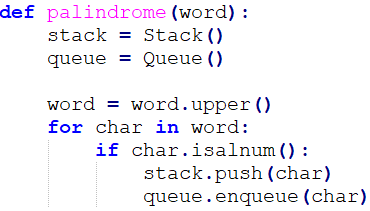 def palindrome(word):
    stack = Stack()
    queue = Queue()

    word = word.upper()
    for char in word:
        if char.isalnum():
            stack.push(char)
            queue.enqueue(char)